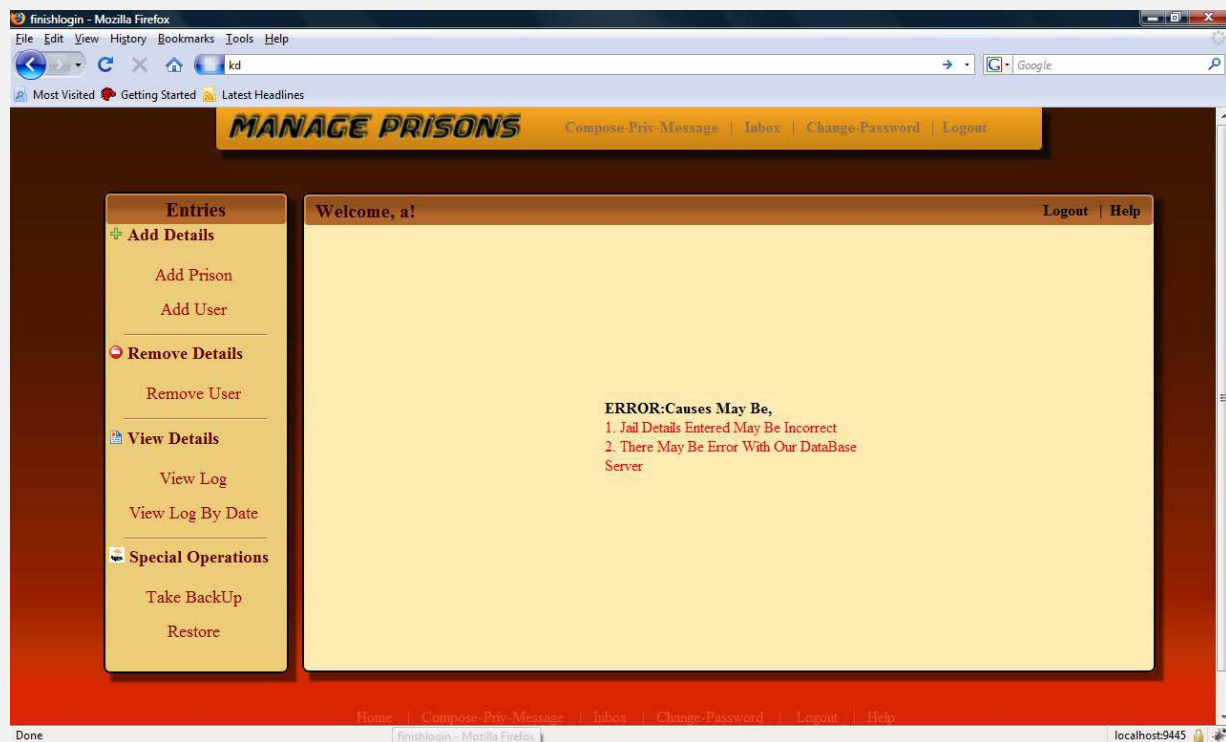 finishlogin - Mozilla Firefox
File Edit View History Bookmarks Tools Help
kd
G Google
Most Visited Getting Started Latest Headlines
MANAGE PRISONS
Compose-Priv-Message | Inbox | Change-Password | Logout
Entries
Add Details
Add Prison
Add User
Remove Details
Remove User
View Details
View Log
View Log By Date
Special Operations
Take BackUp
Restore
Welcome, a!
Logout | Help
ERROR:Causes May Be,
1. Jail Details Entered May Be Incorrect
2. There May Be Error With Our DataBase
Server
Home | Compose-Priv-Message | Inbox | Change-Password | Logout | Help
Done
finishlogin - Mozilla Firefox
localhost:9445